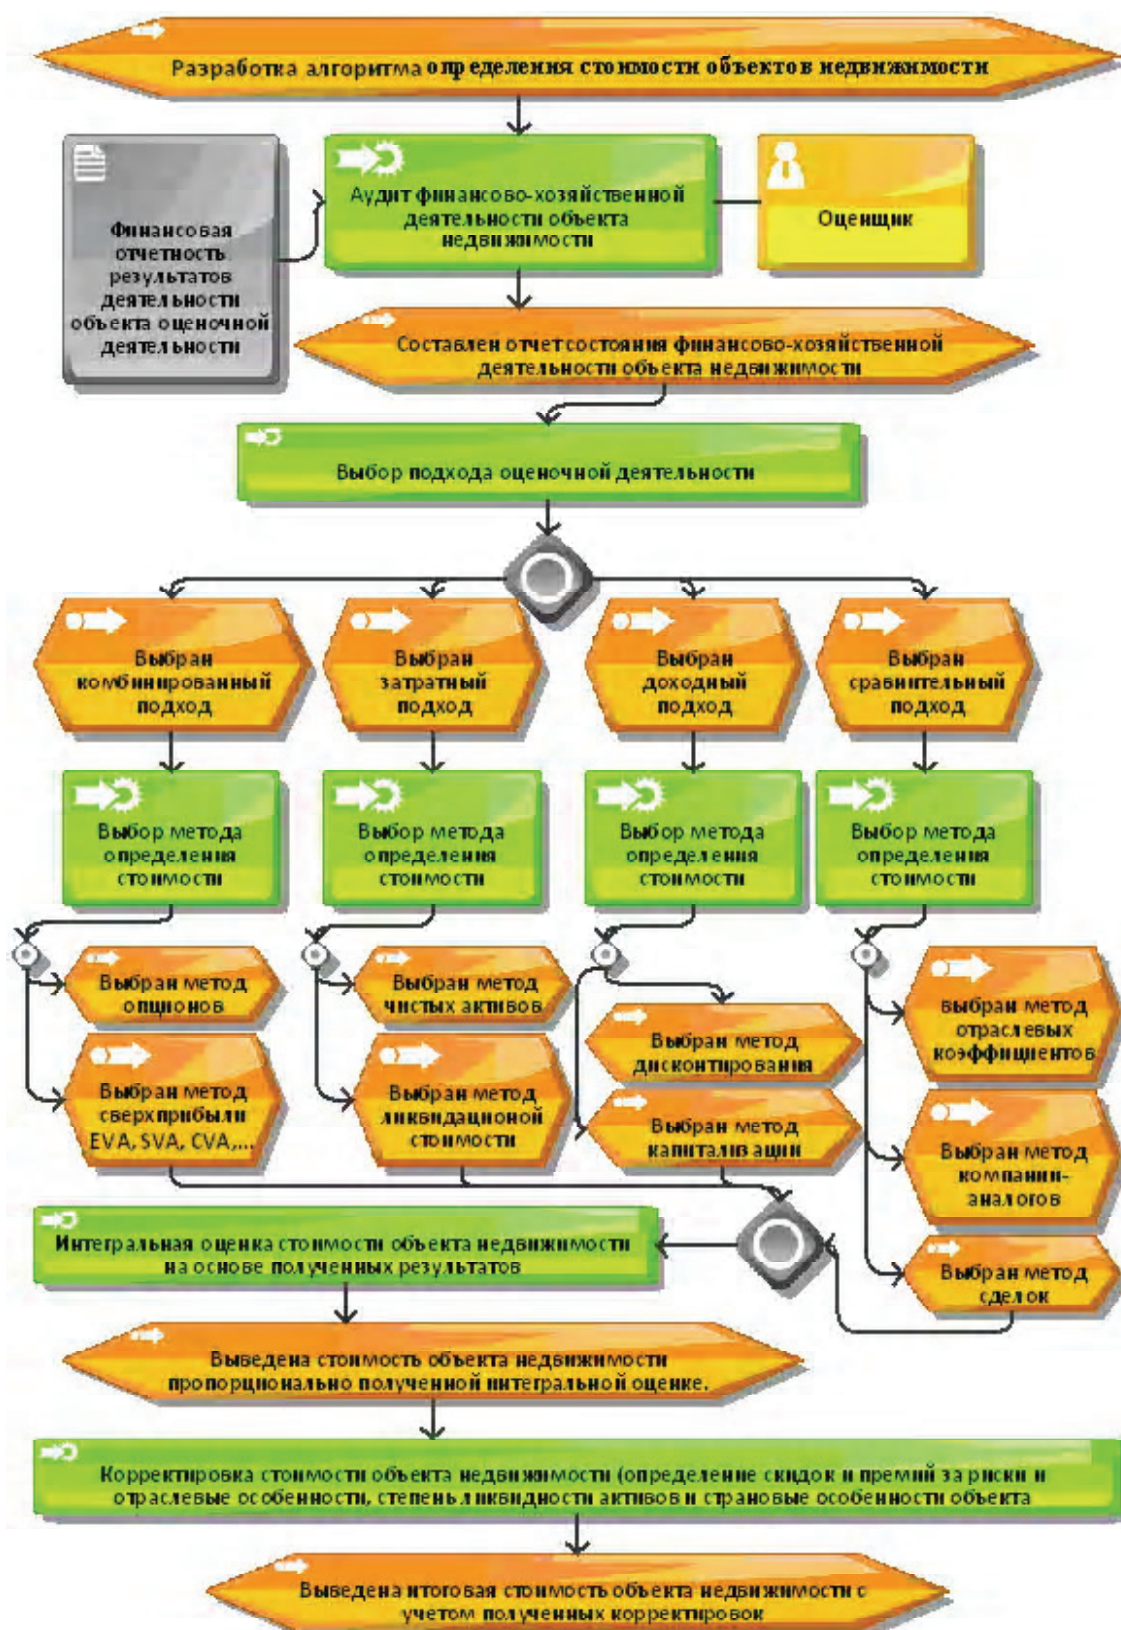 Разработка алгоритма определения стоимости объектов недвижимости
Финансовая
отчетность
результатов
деятельности
объекта оценочной
деятельности
Аудит финансово-хозяйственной
деятельности объекта
недвижимости
Оценщик
Составлен отчет состояния финансово-хозяйственной
деятельности объекта недвижимости
Выбор подхода оценочной деятельности
Выбран
комбинированный
подход
Выбран
затратный
подход
Выбран
доходный
подход
Выбран
сравнительный
подход
Выбор метода
определения
стоимости
Выбор метода
определения
стоимости
Выбор метода
определения
стоимости
Выбор метода
определения
стоимости
Выбран метод
опционов
Выбран метод
сверхприбыли
EVA, SVA, CVA,...
Выбран метод
чистых активов
Выбран метод
ликвидационой
стоимости
Выбран метод
дисконтирования
Выбран метод
капитализации
выбран метод
отраслевых
коэффициентов
Выбран метод
компании-
аналогов
Выбран метод
сделок
Интегральная оценка стоимости объекта недвижимости
на основе полученных результатов
Выведена стоимость объекта недвижимости
пропорционально полученной интегральной оценке.
Корректировка стоимости объекта недвижимости (определение скидок и премий за риски и
отраслевые особенности, степень ликвидности активов и страновые особенности объекта
Выведена итоговая стоимость объекта недвижимости с
учетом полученных корректировок